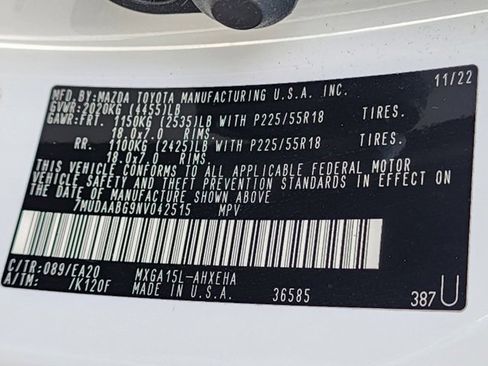 MFD.BY:MAZDA TOYOTA MANUFACTURING U.S.A. INC. 11/22
GVWR:2020KG (4455)LB
GAWR:FRT. 1150KG (2535)LB WITH P225/55R18 TIRES.
18.0x7.0 RIMS.
RR. 1100KG (2425)LB WITH P225/55R18 TIRES.
18.0x7.0 RIMS.
THIS VEHICLE CONFORMS TO ALL APPLICABLE FEDERAL MOTOR
VEHICLE SAFETY AND THEFT PREVENTION STANDARDS IN EFFECT ON
THE DATE OF MANUFACTURE SHOWN ABOVE.
7MUDAABG9NV042515 MPV
C/TR:089/EA20 MXGA15L-AHXEHA
A/TM: /K120F MADE IN U.S.A. 36585 387U